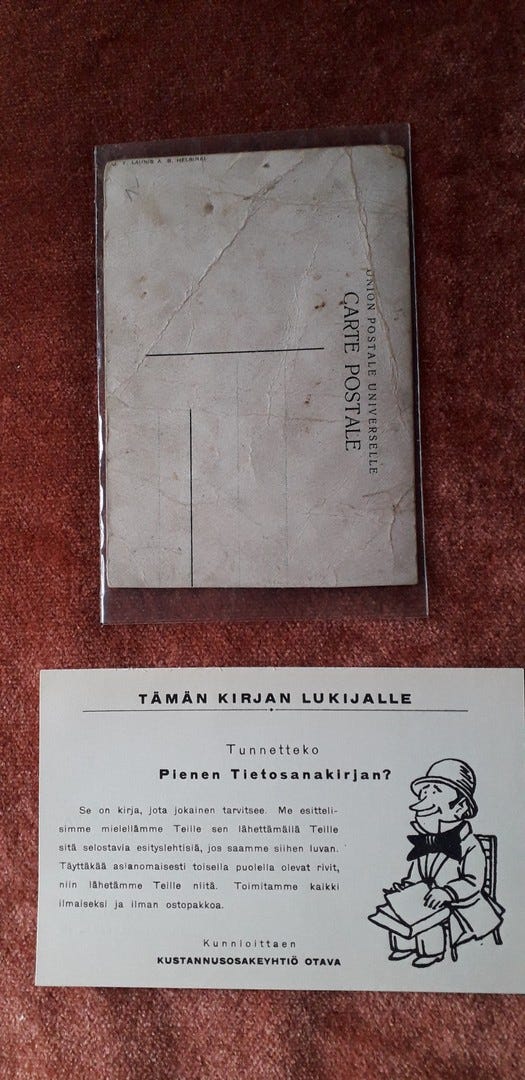 UNION POSTALE UNIVERSELLE
CARTE POSTALE
TÄMÄN KIRJAN LUKIJALLE
Tunnetteko
Pienen Tietosanakirjan?
Se on kirja, jota jokainen tarvitsee. Me esitteli-
simme mielellämme Teille sen lähettämällä Teille
sitä selostavia esityslehtisiä, jos saamme siihen luvan.
Täyttäkää asianomaisesti toisella puolella olevat rivit,
niin lähetämme Teille niitä. Toimitamme kaikki
ilmaiseksi ja ilman ostopakkoa.
Kunnioittaen
KUSTANNUSOSAKEYHTIÖ OTAVA